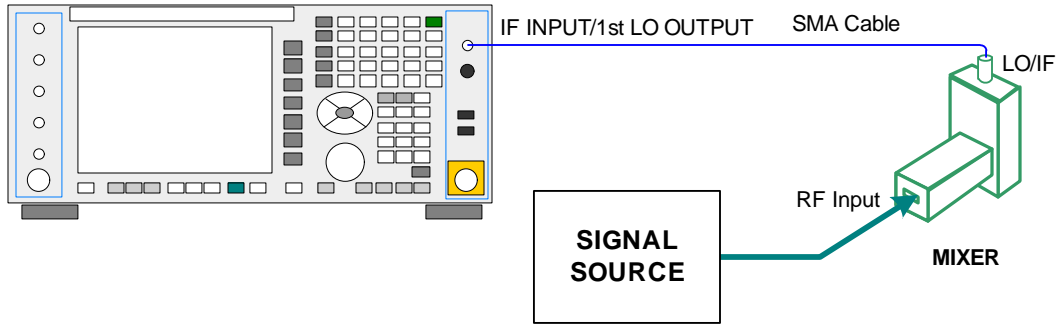 IF INPUT/1st LO OUTPUT
SMA Cable
LO/IF
RF Input
SIGNAL
SOURCE
MIXER